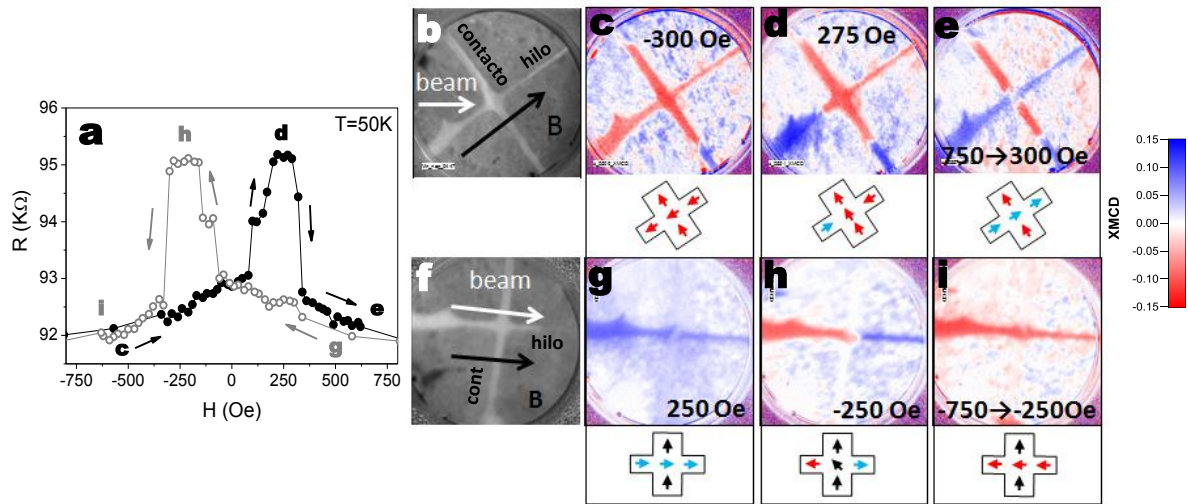 a
T=50K
h
d
i
c
e
g
96
95
94
93
92
R (KΩ)
-750 -500 -250 0 250 500 750
H (Oe)
b
contacto
hilo
beam
B
c
-300 Oe
d
275 Oe
e
750→300 Oe
f
beam
hilo
cont
B
g
250 Oe
h
-250 Oe
i
-750→-250Oe
XMCD
0.15
0.10
0.05
0.00
-0.05
-0.10
-0.15